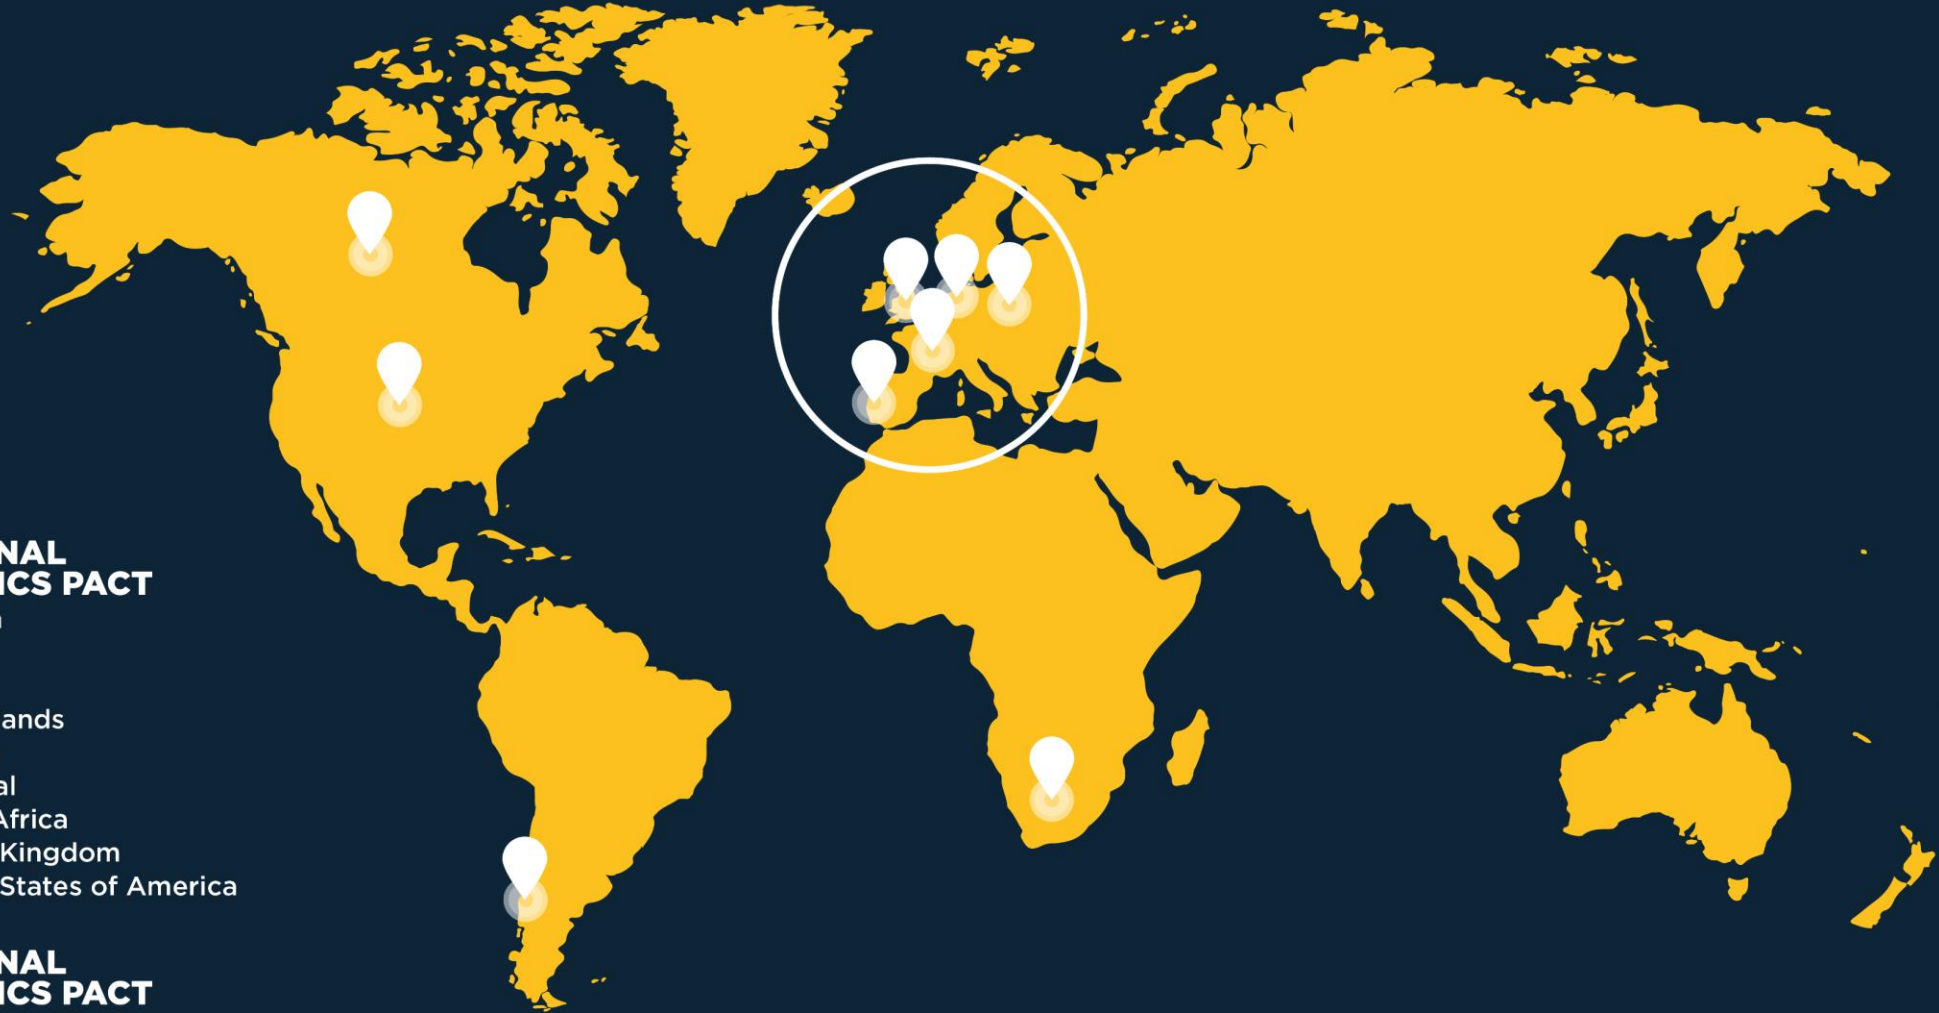 NAL
ICS PACT
ands
al
Africa
Kingdom
States of America
NAL
ICS PACT